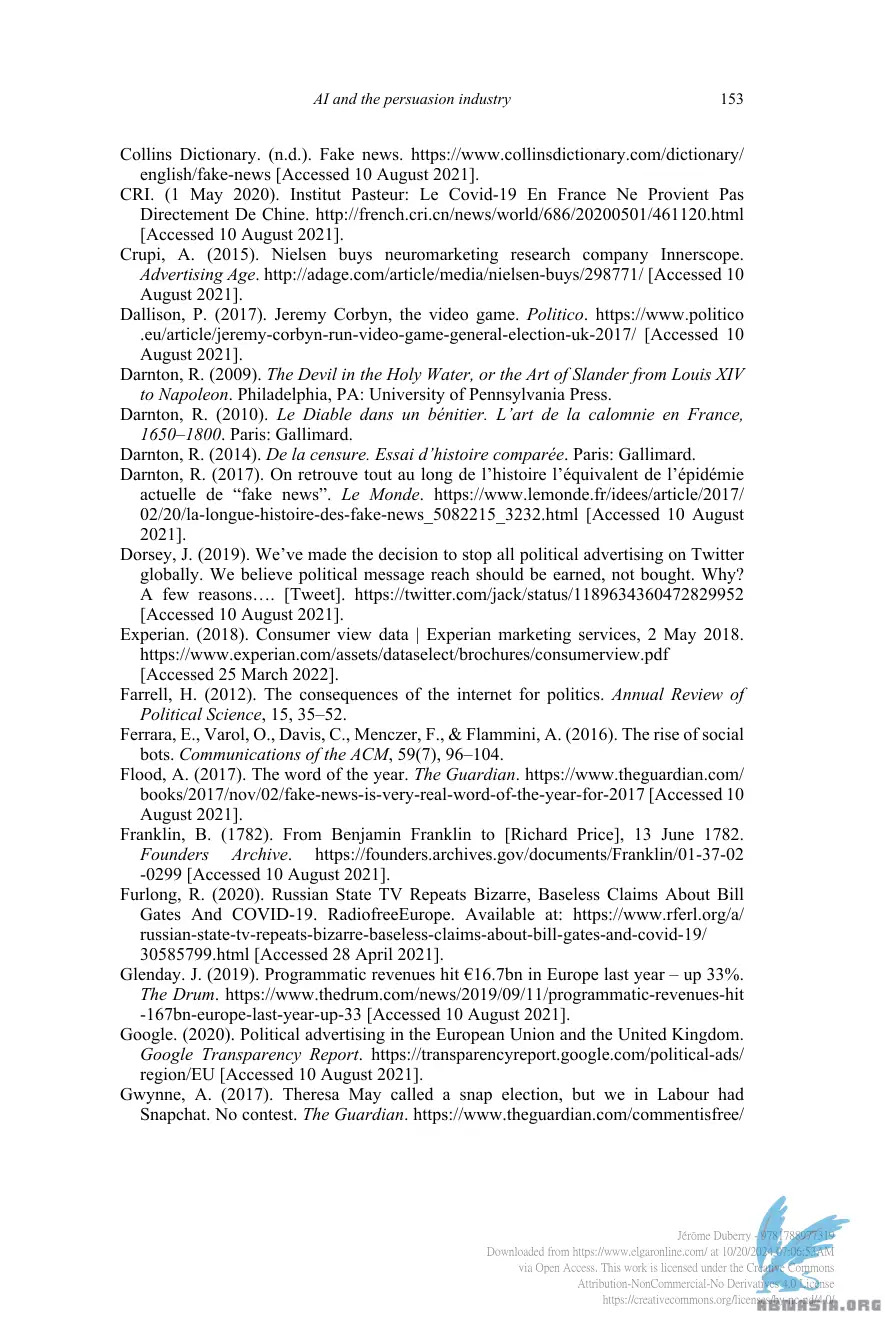 AI and the persuasion industry 153
Collins Dictionary. (n.d.). Fake news. https://www.collinsdictionary.com/dictionary/
english/fake-news [Accessed 10 August 2021].
CRI. (1 May 2020). Institut Pasteur: Le Covid-19 En France Ne Provient Pas
Directement De Chine. http://french.cri.cn/news/world/686/20200501/461120.html
[Accessed 10 August 2021].
Crupi, A. (2015). Nielsen buys neuromarketing research company Innerscope.
Advertising Age. http://adage.com/article/media/nielsen-buys/298771/ [Accessed 10
August 2021].
Dallison, P. (2017). Jeremy Corbyn, the video game. Politico. https://www.politico
.eu/article/jeremy-corbyn-run-video-game-general-election-uk-2017/ [Accessed 10
August 2021].
Darnton, R. (2009). The Devil in the Holy Water, or the Art of Slander from Louis XIV
to Napoleon. Philadelphia, PA: University of Pennsylvania Press.
Darnton, R. (2010). Le Diable dans un bénitier. L’art de la calomnie en France,
1650–1800. Paris: Gallimard.
Darnton, R. (2014). De la censure. Essai d’histoire comparée. Paris: Gallimard.
Darnton, R. (2017). On retrouve tout au long de l’histoire l’équivalent de l’épidémie
actuelle de “fake news”. Le Monde. https://www.lemonde.fr/idees/article/2017/
02/20/la-longue-histoire-des-fake-news_5082215_3232.html [Accessed 10 August
2021].
Dorsey, J. (2019). We’ve made the decision to stop all political advertising on Twitter
globally. We believe political message reach should be earned, not bought. Why?
A few reasons…. [Tweet]. https://twitter.com/jack/status/1189634360472829952
[Accessed 10 August 2021].
Experian. (2018). Consumer view data | Experian marketing services, 2 May 2018.
https://www.experian.com/assets/dataselect/brochures/consumerview.pdf
[Accessed 25 March 2022].
Farrell, H. (2012). The consequences of the internet for politics. Annual Review of
Political Science, 15, 35–52.
Ferrara, E., Varol, O., Davis, C., Menczer, F., & Flammini, A. (2016). The rise of social
bots. Communications of the ACM, 59(7), 96–104.
Flood, A. (2017). The word of the year. The Guardian. https://www.theguardian.com/
books/2017/nov/02/fake-news-is-very-real-word-of-the-year-for-2017 [Accessed 10
August 2021].
Franklin, B. (1782). From Benjamin Franklin to [Richard Price], 13 June 1782.
Founders Archive. https://founders.archives.gov/documents/Franklin/01-37-02
-0299 [Accessed 10 August 2021].
Furlong, R. (2020). Russian State TV Repeats Bizarre, Baseless Claims About Bill
Gates And COVID-19. RadiofreeEurope. Available at: https://www.rferl.org/a/
russian-state-tv-repeats-bizarre-baseless-claims-about-bill-gates-and-covid-19/
30585799.html [Accessed 28 April 2021].
Glenday. J. (2019). Programmatic revenues hit €16.7bn in Europe last year – up 33%.
The Drum. https://www.thedrum.com/news/2019/09/11/programmatic-revenues-hit
-167bn-europe-last-year-up-33 [Accessed 10 August 2021].
Google. (2020). Political advertising in the European Union and the United Kingdom.
Google Transparency Report. https://transparencyreport.google.com/political-ads/
region/EU [Accessed 10 August 2021].
Gwynne, A. (2017). Theresa May called a snap election, but we in Labour had
Snapchat. No contest. The Guardian. https://www.theguardian.com/commentisfree/
Jérôme Duberry - 9781788977319
Downloaded from https://www.elgaronline.com/ at 10/20/2024 07:06:53AM
via Open Access. This work is licensed under the Creative Commons
Attribution-NonCommercial-No Derivatives 4.0 License
https://creativecommons.org/licenses/by-nc-nd/4.0/